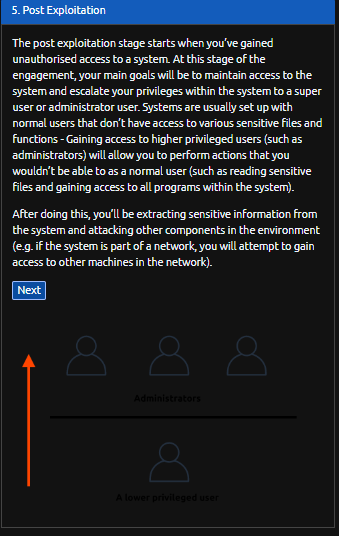 5. Post Exploitation
The post exploitation stage starts when you've gained
unauthorised access to a system. At this stage of the
engagement, your main goals will be to maintain access to the
system and escalate your privileges within the system to a super
user or administrator user. Systems are usually set up with
normal users that don't have access to various sensitive files and
functions - Gaining access to higher privileged users (such as
administrators) will allow you to perform actions that you
wouldn't be able to as a normal user (such as reading sensitive
files and gaining access to all programs within the system).
After doing this, you'll be extracting sensitive information from
the system and attacking other components in the environment
(e.g. if the system is part of a network, you will attempt to gain
access to other machines in the network).
Next
Administrators
A lower privileged user